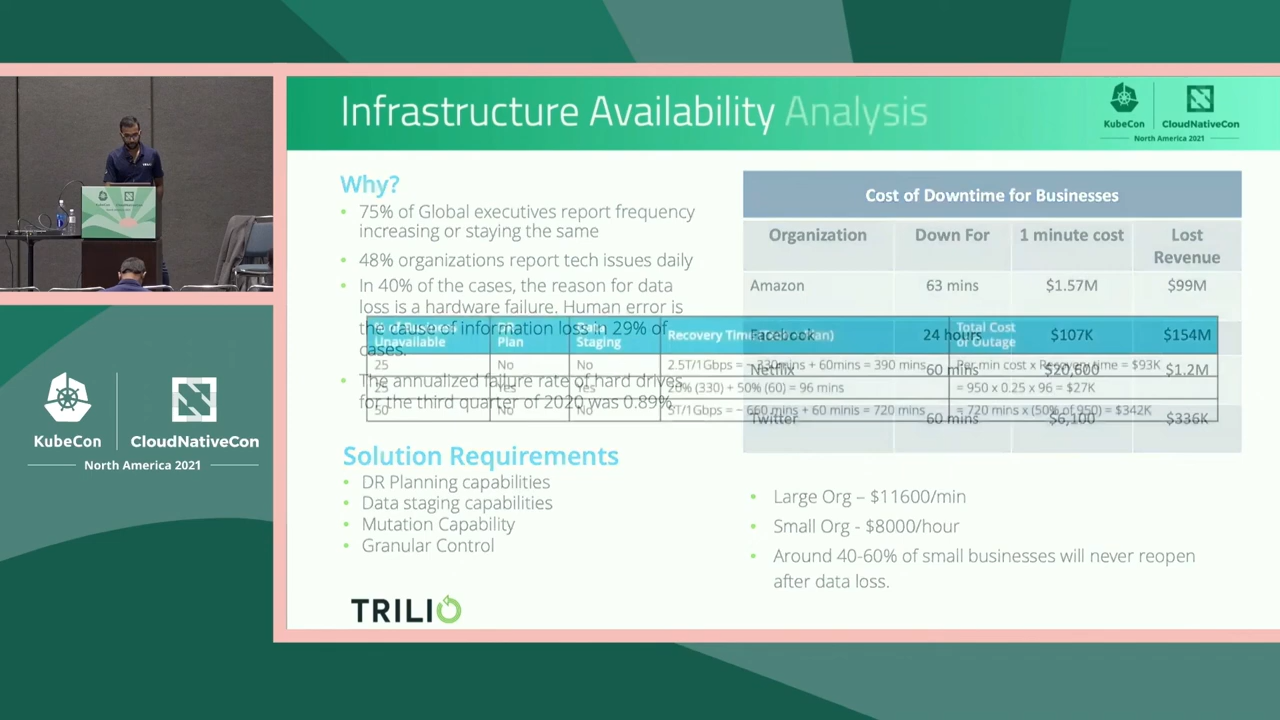 Infrastructure Availability Analysis
KubeCon
CloudNativeCon
North America 2021
Why?
• 75% of Global executives report frequency
increasing or staying the same
• 48% organizations report tech issues daily
• In 40% of the cases, the reason for data
loss is a hardware failure. Human error is
the cause of information loss in 29% of
cases.
• The annualized failure rate of hard drives
for the third quarter of 2020 was 0.89%
Solution Requirements
• DR Planning capabilities
• Data staging capabilities
• Mutation Capability
• Granular Control
Cost of Downtime for Businesses
Organization Down For 1 minute cost Lost
Revenue
Amazon 63 mins $1.57M $99M
Facebook 24 hours $107K $154M
Netflix 60 mins $20,600 $1.2M
Twitter 60 mins $6,100 $336K
% of Business
Unavailable
DR
Plan
Data
Staging
Recovery Time
Total Cost
of Outage
25 No No 2.5T/1Gbps = ~ 330mins + 60mins = 390 mins Per min cost x Recovery time = $93K
25 Yes Yes 20% (330) + 50% (60) = 96 mins = 950 x 0.25 x 96 = $27K
50 No No 5T/1Gbps = ~ 660 mins + 60 minis = 720 mins = 720 mins x (50% of 950) = $342K
• Large Org – $11600/min
• Small Org - $8000/hour
• Around 40-60% of small businesses will never reopen
after data loss.
TRILIO
KubeCon
CloudNativeCon
North America 2021